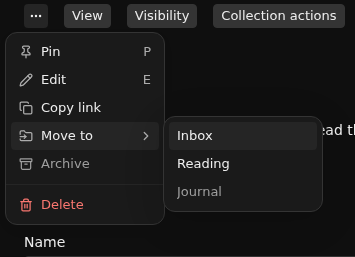 View
Visibility
Collection actions
Pin P
Edit E
Copy link
Move to
Archive
Delete
Inbox
Reading
Journal
Name